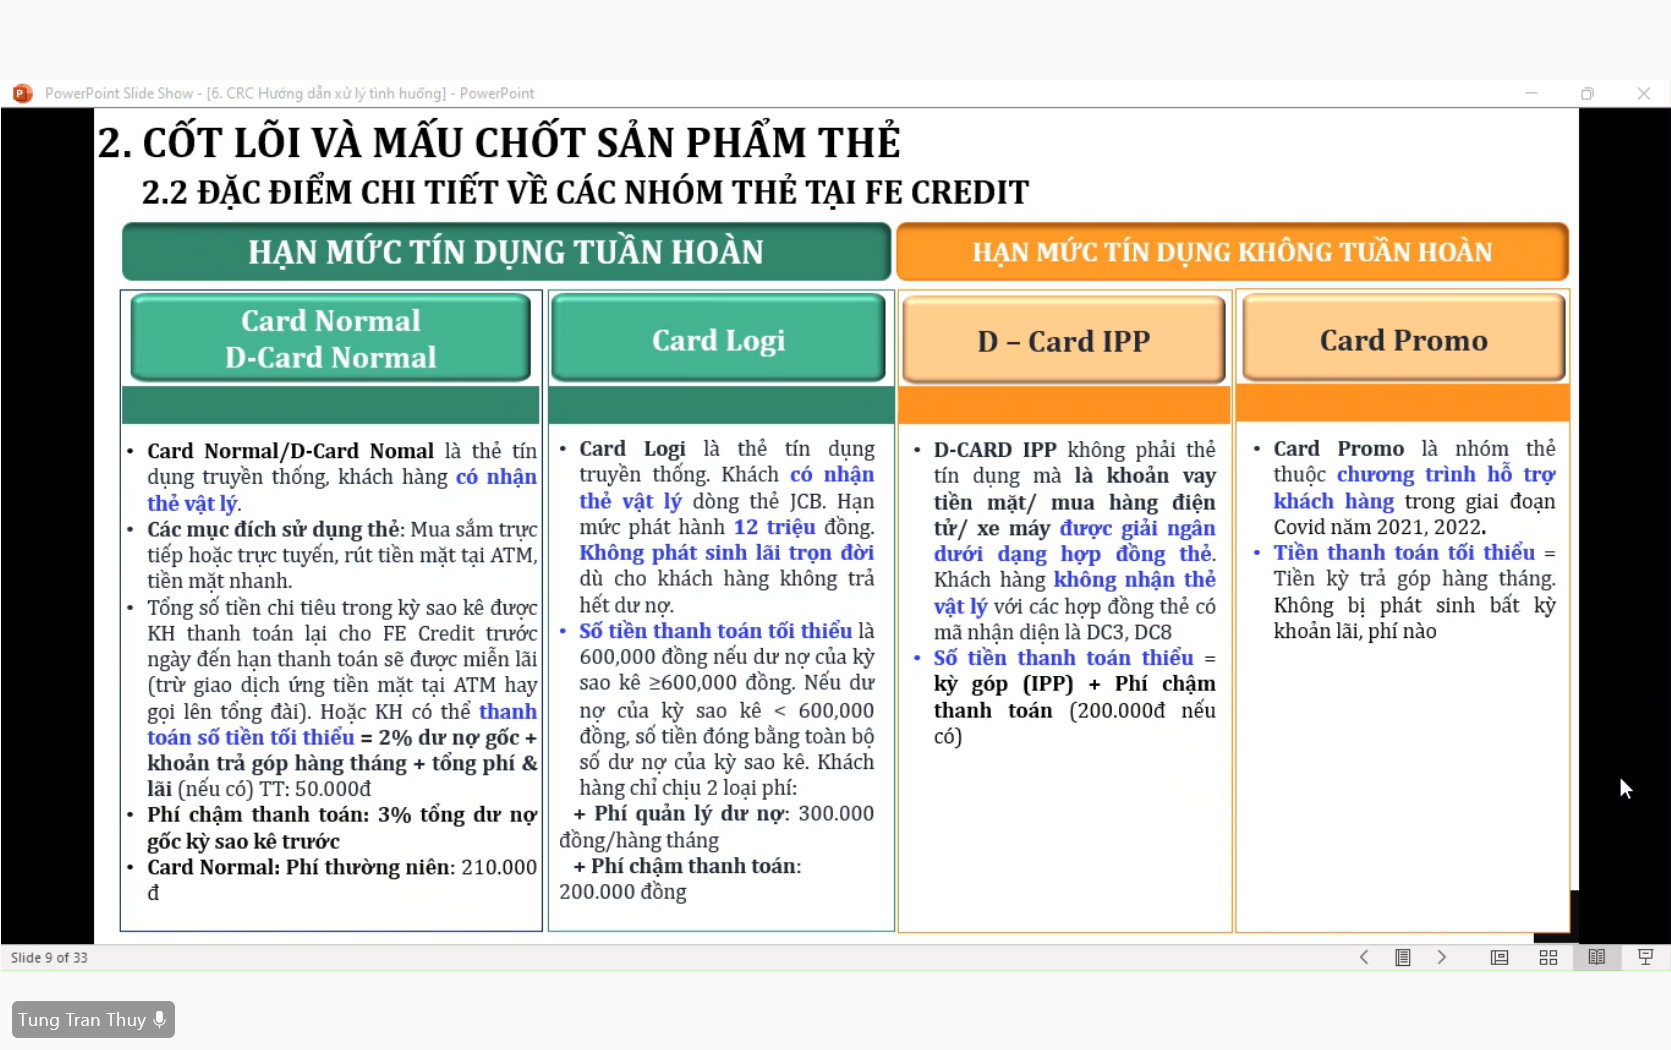 PowerPoint Slide Show - [6. CRC Hướng dẫn xử lý tình huống] - PowerPoint
2. CỐT LÕI VÀ MẤU CHỐT SẢN PHẨM THẺ
2.2 ĐẶC ĐIỂM CHI TIẾT VỀ CÁC NHÓM THẺ TẠI FE CREDIT
HẠN MỨC TÍN DỤNG TUẦN HOÀN
HẠN MỨC TÍN DỤNG KHÔNG TUẦN HOÀN
Card Normal
D-Card Normal
Card Logi
D – Card IPP
Card Promo
• Card Normal/D-Card Nomal là thẻ tín
dụng truyền thống, khách hàng có nhận
thẻ vật lý.
• Các mục đích sử dụng thẻ: Mua sắm trực
tiếp hoặc trực tuyến, rút tiền mặt tại ATM,
tiền mặt nhanh.
• Tổng số tiền chi tiêu trong kỳ sao kê được
KH thanh toán lại cho FE Credit trước
ngày đến hạn thanh toán sẽ được miễn lãi
(trừ giao dịch ứng tiền mặt tại ATM hay
gọi lên tổng đài). Hoặc KH có thể thanh
toán số tiền tối thiểu = 2% dư nợ gốc +
khoản trả góp hàng tháng + tổng phí &
lãi (nếu có) TT: 50.000đ
• Phí chậm thanh toán: 3% tổng dư nợ
gốc kỳ sao kê trước
• Card Normal: Phí thường niên: 210.000
đ
• Card Logi là thẻ tín dụng
truyền thống. Khách có nhận
thẻ vật lý dòng thẻ JCB. Hạn
mức phát hành 12 triệu đồng.
Không phát sinh lãi trọn đời
dù cho khách hàng không trả
hết dư nợ.
• Số tiền thanh toán tối thiểu là
600,000 đồng nếu dư nợ của kỳ
sao kê ≥600,000 đồng. Nếu dư
nợ của kỳ sao kê < 600,000
đồng, số tiền đóng bằng toàn bộ
số dư nợ của kỳ sao kê. Khách
hàng chỉ chịu 2 loại phí:
+ Phí quản lý dư nợ: 300.000
đồng/hàng tháng
+ Phí chậm thanh toán:
200.000 đồng
• D-CARD IPP không phải thẻ
tín dụng mà là khoản vay
tiền mặt/ mua hàng điện
tử/ xe máy được giải ngân
dưới dạng hợp đồng thẻ.
Khách hàng không nhận thẻ
vật lý với các hợp đồng thẻ có
mã nhận diện là DC3, DC8
• Số tiền thanh toán thiểu =
kỳ góp (IPP) + Phí chậm
thanh toán (200.000đ nếu
có)
• Card Promo là nhóm thẻ
thuộc chương trình hỗ trợ
khách hàng trong giai đoạn
Covid năm 2021, 2022.
• Tiền thanh toán tối thiểu =
Tiền kỳ trả góp hàng tháng.
Không bị phát sinh bất kỳ
khoản lãi, phí nào
Slide 9 of 33
Tung Tran Thuy